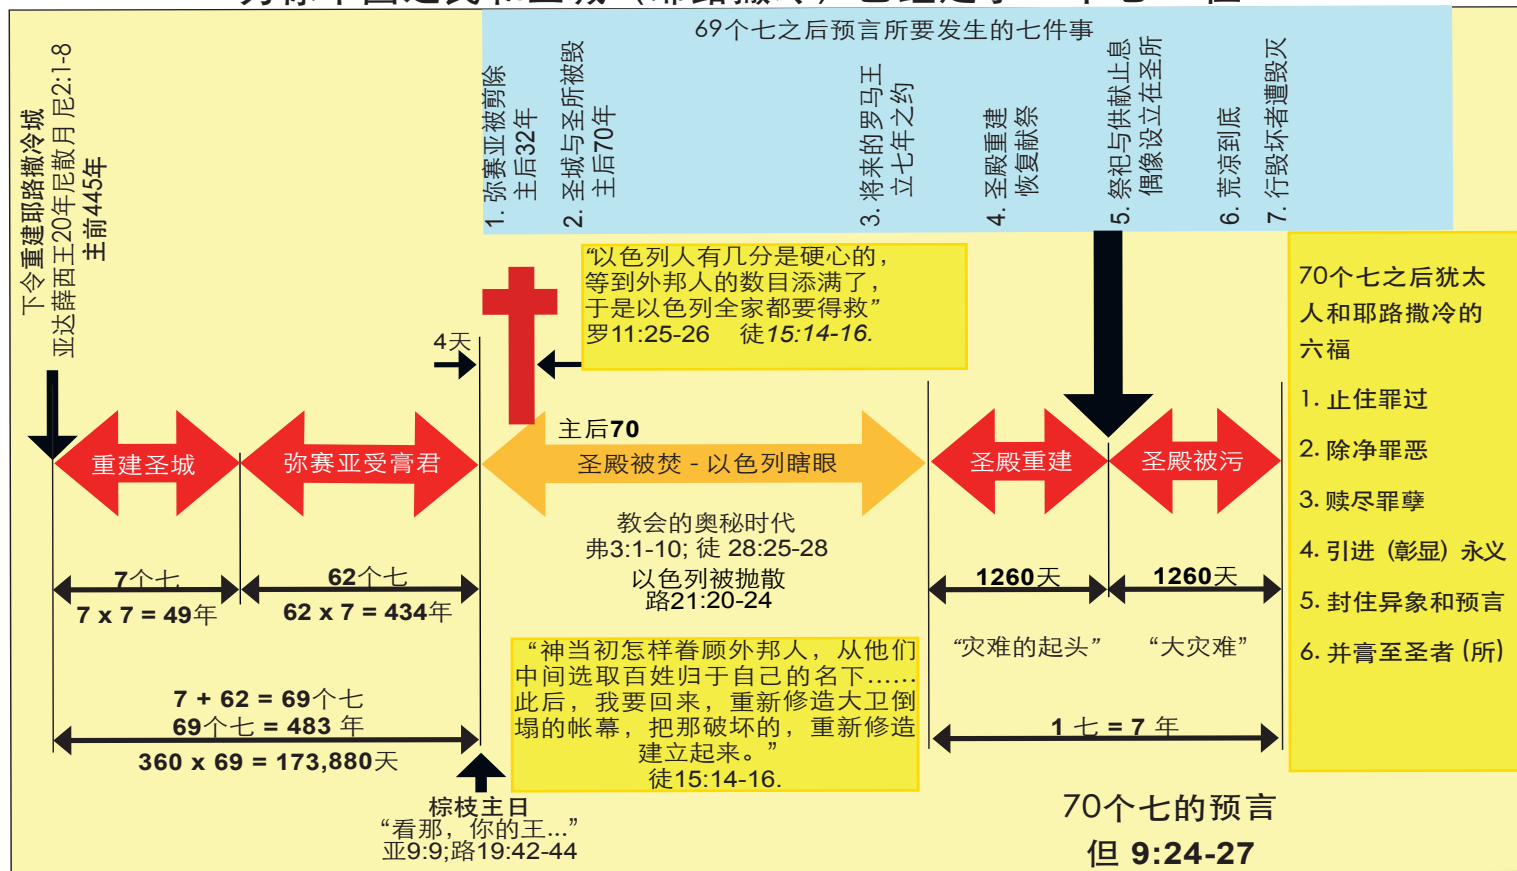 69个七之后预言所要发生的七件事
下令重建耶路撒冷城
亚达薛西王20年尼散月 尼2:1-8
主前445年
1. 弥赛亚被剪除
主后32年
2. 圣城与圣所被毁
主后70年
3. 将来的罗马王
立七年之约
4. 圣殿重建
恢复献祭
5. 祭祀与供献止息
偶像设立在圣所
6. 荒凉到底
7. 行毁坏者遭毁灭
“以色列人有几分是硬心的，
等到外邦人的数目添满了，
于是以色列全家都要得救”
罗11:25-26 徒15:14-16.
4天
主后70
重建圣城
弥赛亚受膏君
圣殿被焚 - 以色列瞎眼
圣殿重建
圣殿被污
教会的奥秘时代
弗3:1-10; 徒 28:25-28
以色列被抛散
路21:20-24
7个七
7 x 7 = 49年
62个七
62 x 7 = 434年
1260天
1260天
“灾难的起头”
“大灾难”
“神当初怎样眷顾外邦人，从他们
中间选取百姓归于自己的名下……
此后，我要回来，重新修造大卫倒
塌的帐幕，把那破坏的，重新修造
建立起来。”
徒15:14-16.
7 + 62 = 69个七
69个七 = 483 年
360 x 69 = 173,880天
1 七 = 7 年
棕枝主日
“看那，你的王...”
亚9:9;路19:42-44
70个七的预言
但 9:24-27
70个七之后犹太
人和耶路撒冷的
六福
1. 止住罪过
2. 除净罪恶
3. 赎尽罪孽
4. 引进 (彰显) 永义
5. 封住异象和预言
6. 并膏至圣者 (所)